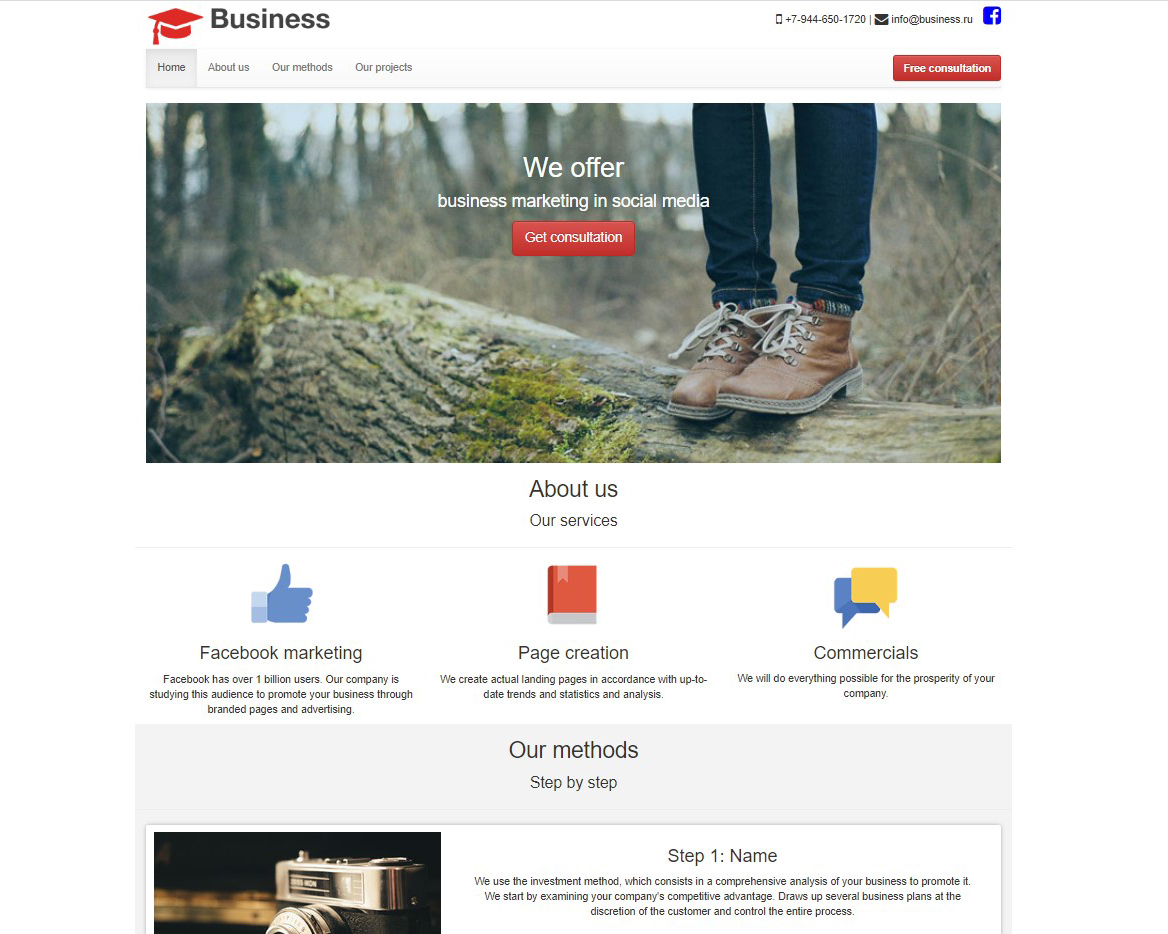 Business
+7-944-650-1720 | info@business.ru
Home About us Our methods Our projects Free consultation
We offer
business marketing in social media
Get consultation
About us
Our services
Facebook marketing
Facebook has over 1 billion users. Our company is
studying this audience to promote your business through
branded pages and advertising.
Page creation
We create actual landing pages in accordance with up-to-
date trends and statistics and analysis.
Commercials
We will do everything possible for the prosperity of your
company.
Our methods
Step by step
Step 1: Name
We use the investment method, which consists in a comprehensive analysis of your business to promote it.
We start by examining your company's competitive advantage. Draws up several business plans at the
discretion of the customer and control the entire process.